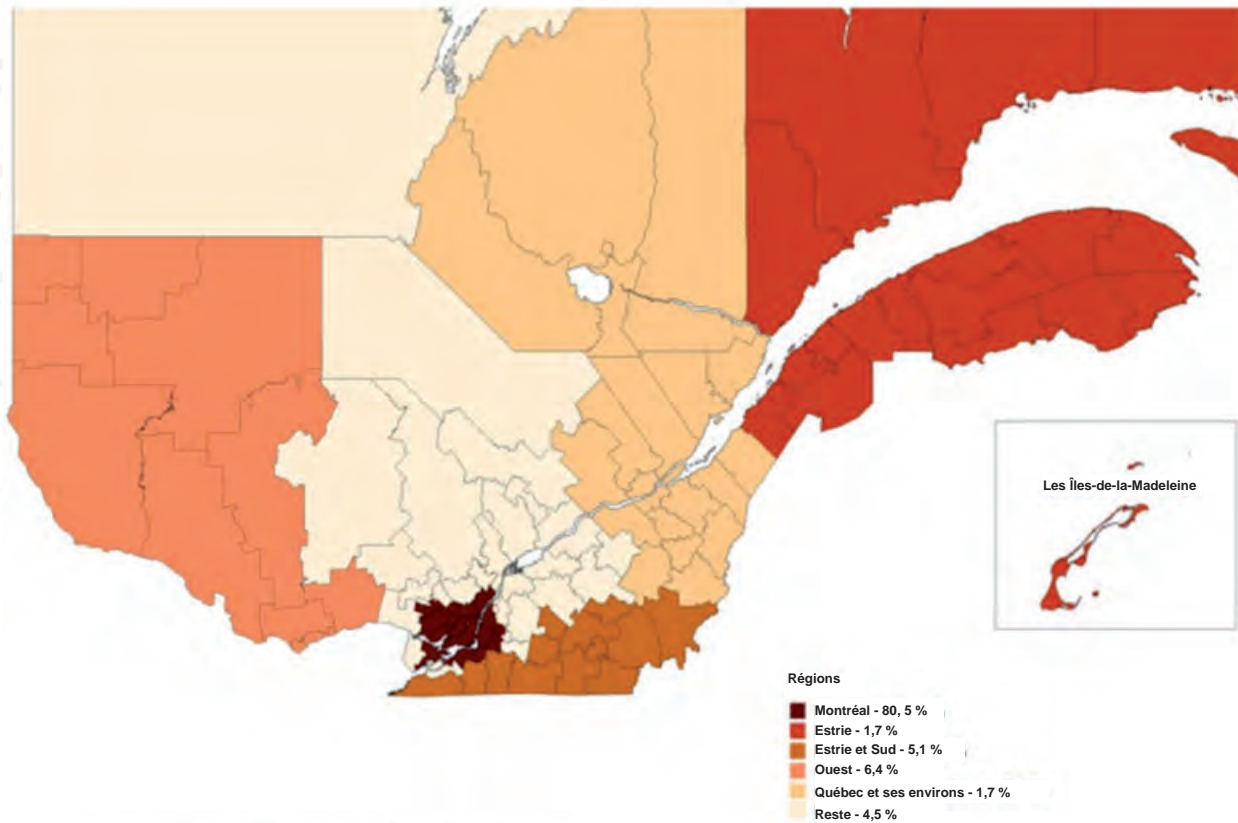 Les Îles-de-la-Madeleine
Régions
Montréal - 80, 5 %
Estrie - 1,7 %
Estrie et Sud - 5,1 %
Ouest - 6,4 %
Québec et ses environs - 1,7 %
Reste - 4,5 %